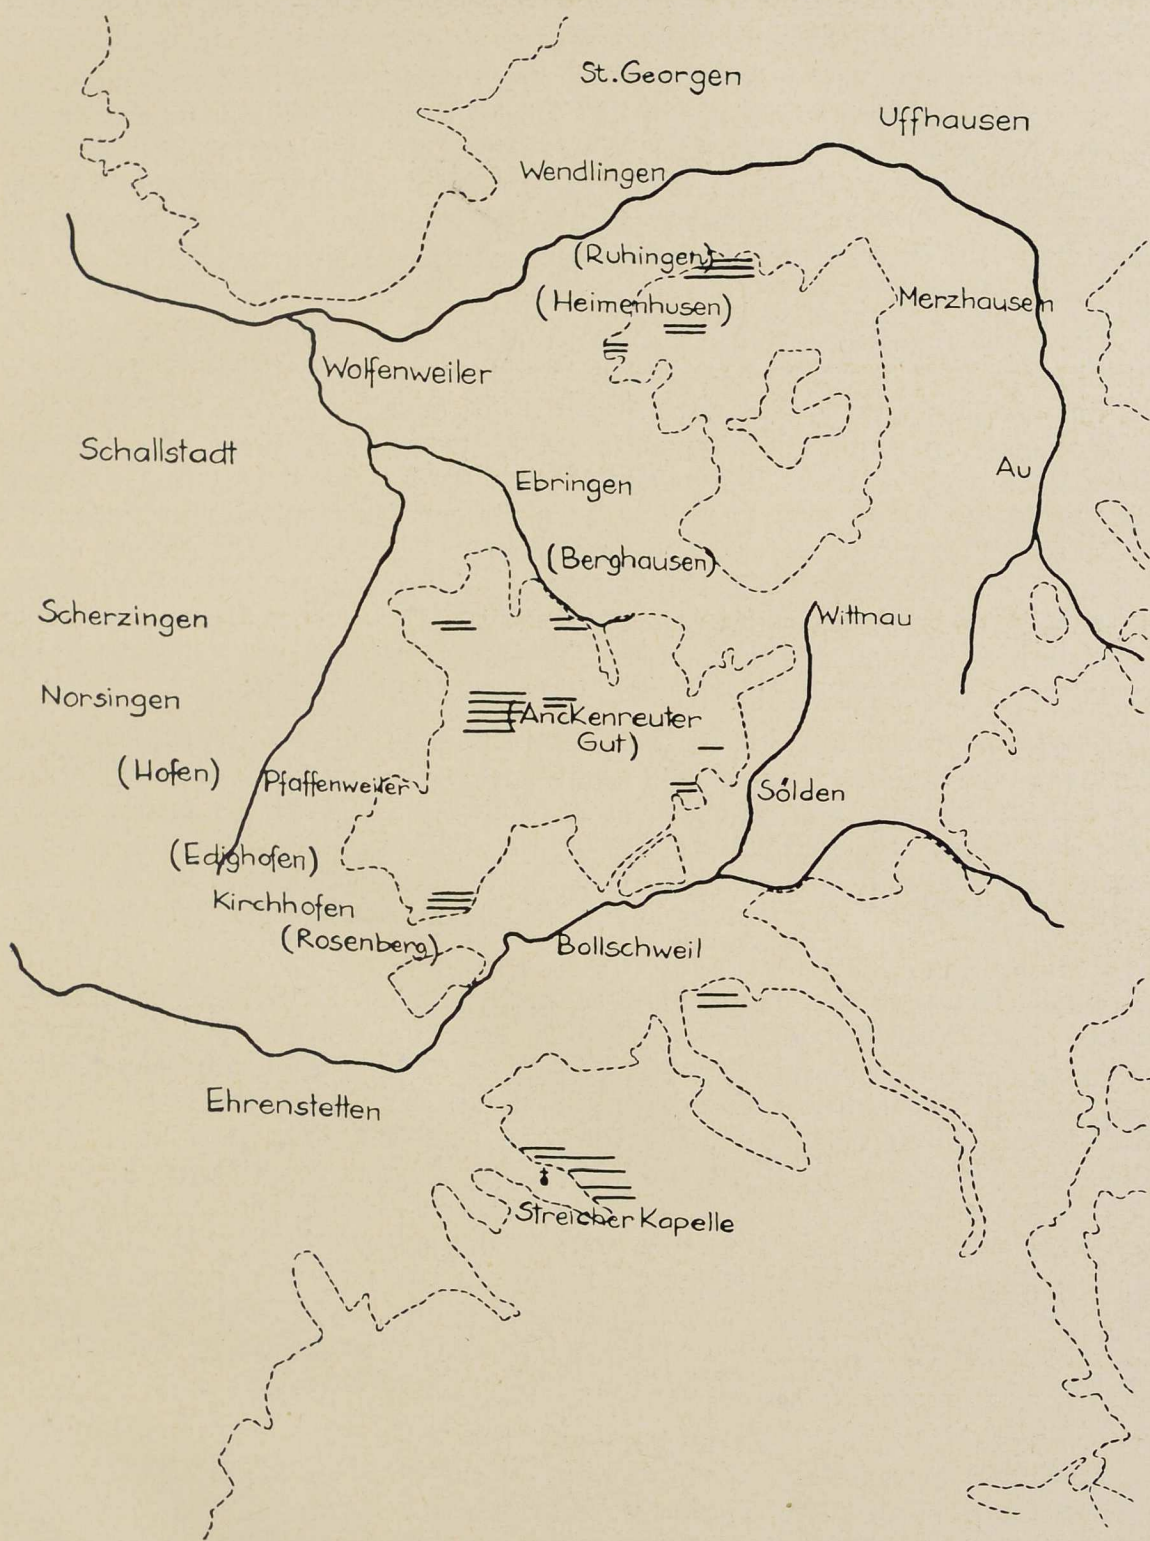 St.Georgen
Uffhausen
Wendlingen
(Ruhingen)
(Heimenhusen)
Merzhausen
Wolfenweiler
Schallstadt
Au
Ebringen
(Berghausen)
Scherzingen
Wittnau
Norsingen
(Anckenreuter
Gut)
(Hofen)
Pfaffenweiler
Sölden
(Edighofen)
Kirchhofen
(Rosenberg)
Bollschweil
Ehrenstetten
Streicher Kapelle